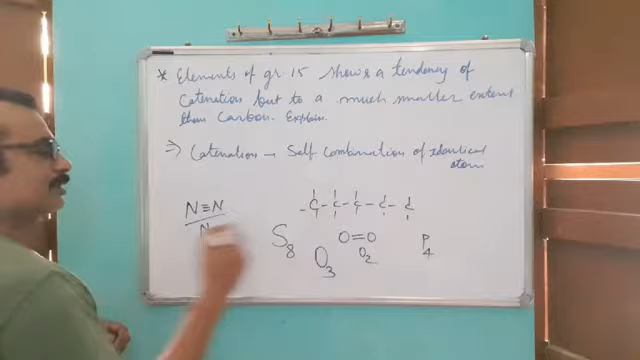 * Elements of gr. 15 shows a tendency of
Catenation but to a much smaller extent
than Carbon. Explain.
⇒ Catenation → Self Combination of identical
atom
N≡N
N
- C - C - C - C - C
S8
O3
O=O
O2
P4